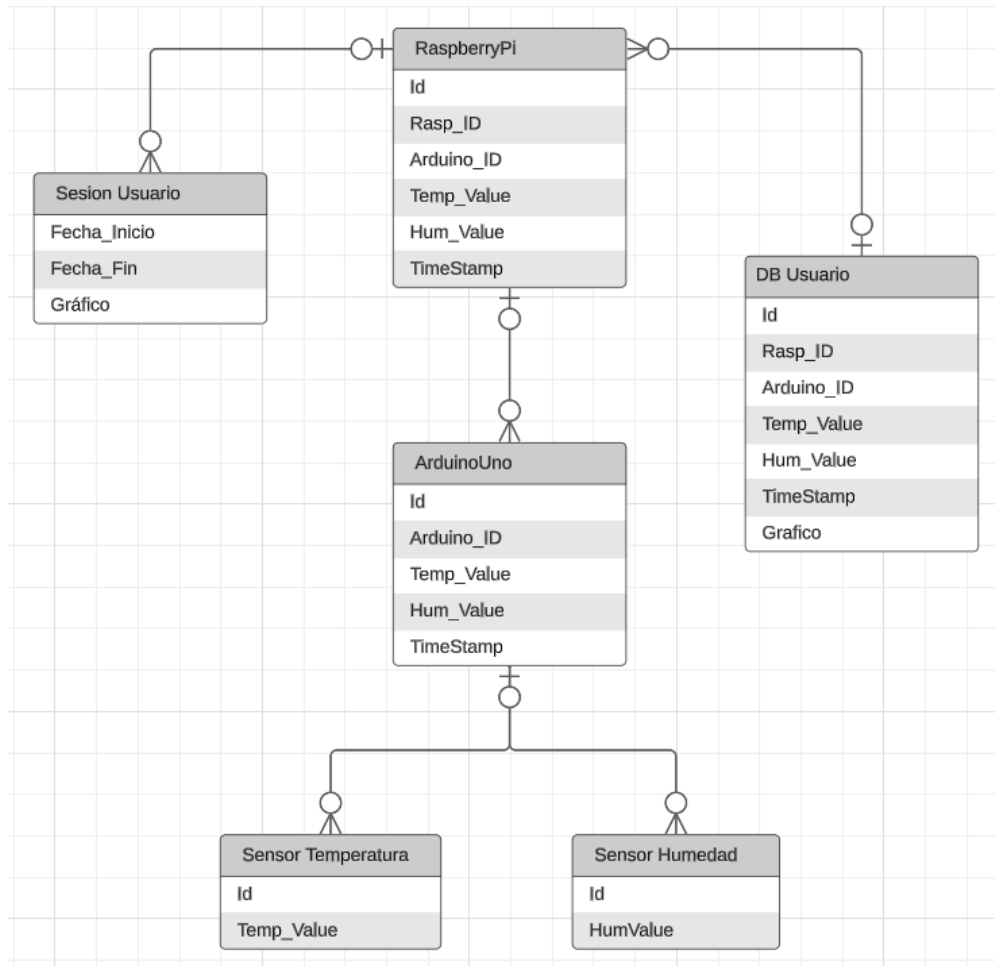 RaspberryPi
Id
Rasp_ID
Arduino_ID
Temp_Value
Hum_Value
TimeStamp
Sesion Usuario
Fecha_Inicio
Fecha_Fin
Gráfico
DB Usuario
Id
Rasp_ID
Arduino_ID
Temp_Value
Hum_Value
TimeStamp
Grafico
ArduinoUno
Id
Arduino_ID
Temp_Value
Hum_Value
TimeStamp
Sensor Temperatura
Id
Temp_Value
Sensor Humedad
Id
HumValue